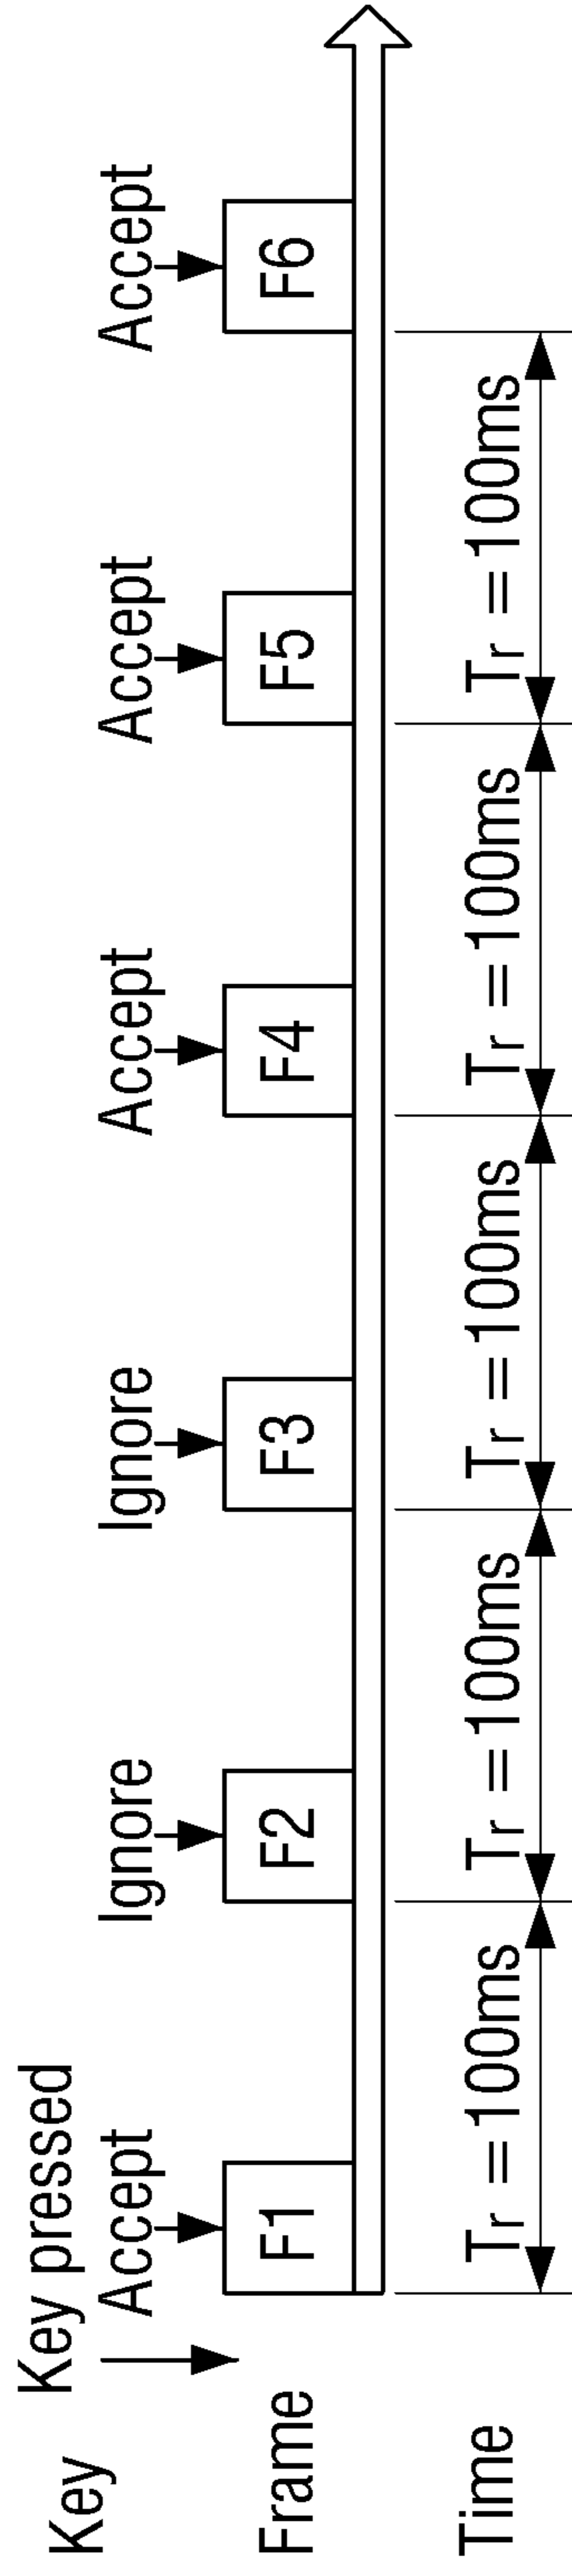 Key
Key pressed
Accept
Ignore
Ignore
Accept
Accept
Accept
Frame
F1
F2
F3
F4
F5
F6
Time
Tr = 100ms
Tr = 100ms
Tr = 100ms
Tr = 100ms
Tr = 100ms